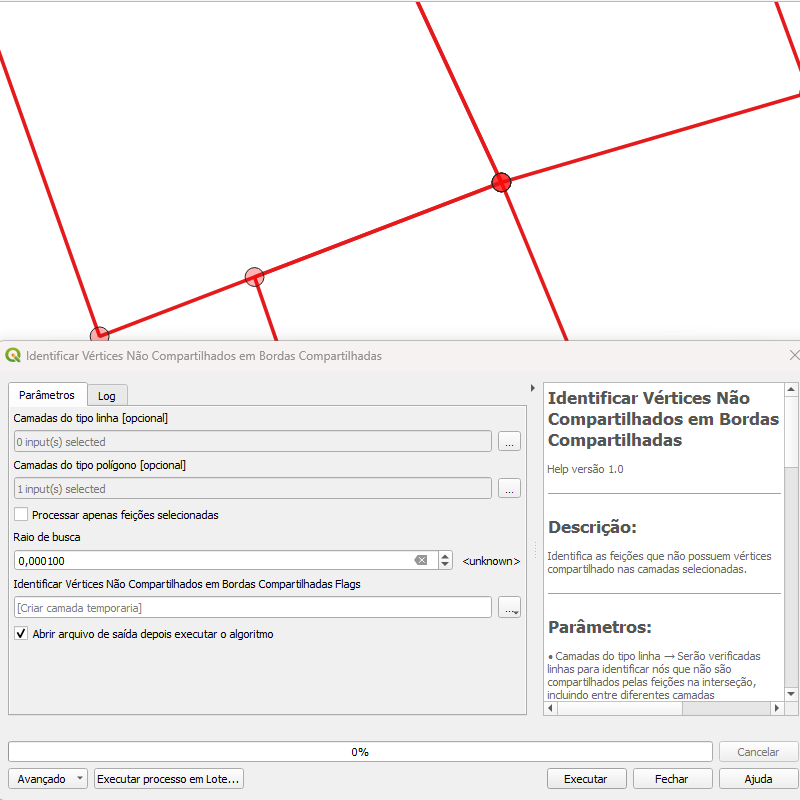 Identificar Vértices Não Compartilhados em Bordas Compartilhadas
Parâmetros
Log
Camadas do tipo linha [opcional]
0 input(s) selected
...
Camadas do tipo polígono [opcional]
1 input(s) selected
...
Processar apenas feições selecionadas
Raio de busca
0,000100
<unknown>
Identificar Vértices Não Compartilhados em Bordas Compartilhadas Flags
[Criar camada temporaria]
...
Abrir arquivo de saída depois executar o algoritmo
Identificar Vértices Não
Compartilhados em Bordas
Compartilhadas
Help versão 1.0
Descrição:
Identifica as feições que não possuem vértices
compartilhado nas camadas selecionadas.
Parâmetros:
• Camadas do tipo linha → Serão verificadas
linhas para identificar nós que não são
compartilhados pelas feições na interseção,
incluindo entre diferentes camadas
0%
Cancelar
Avançado
Executar processo em Lote...
Executar
Fechar
Ajuda